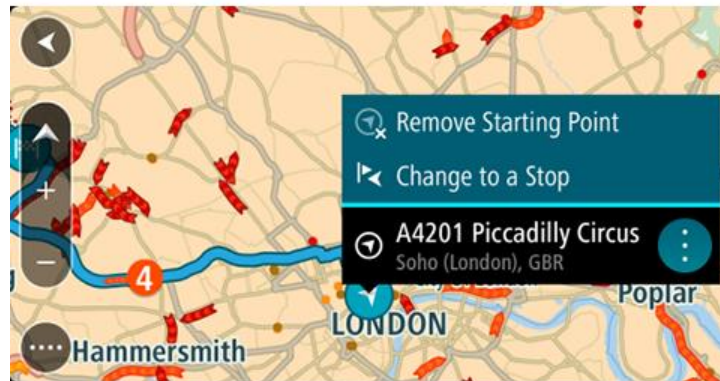 Remove Starting Point
Change to a Stop
A4201 Piccadilly Circus
Soho (London), GBR
4
Poplar
LONDON
Hammersmith